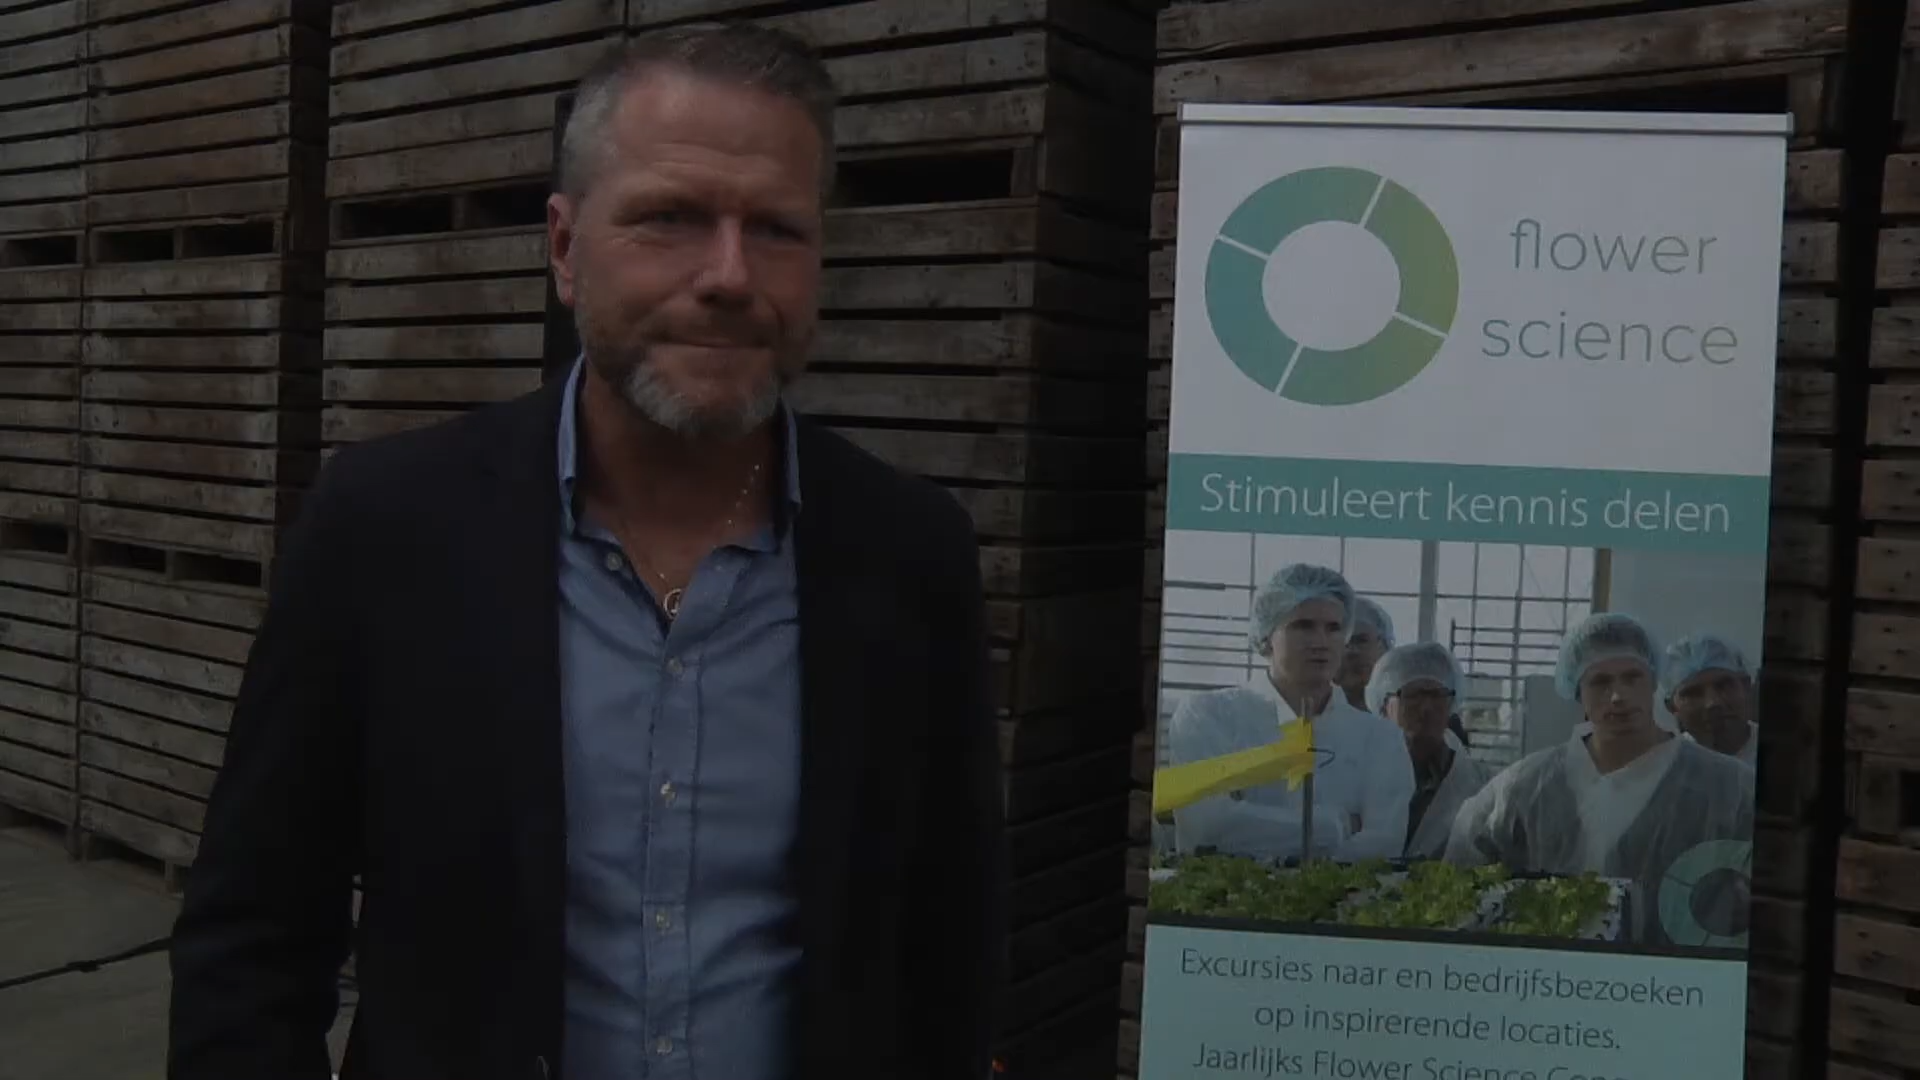 flower
science
Stimuleert kennis delen
Excursies naar en bedrijfsbezoeken
op inspirerende locaties.
Jaarlijks Flower Science